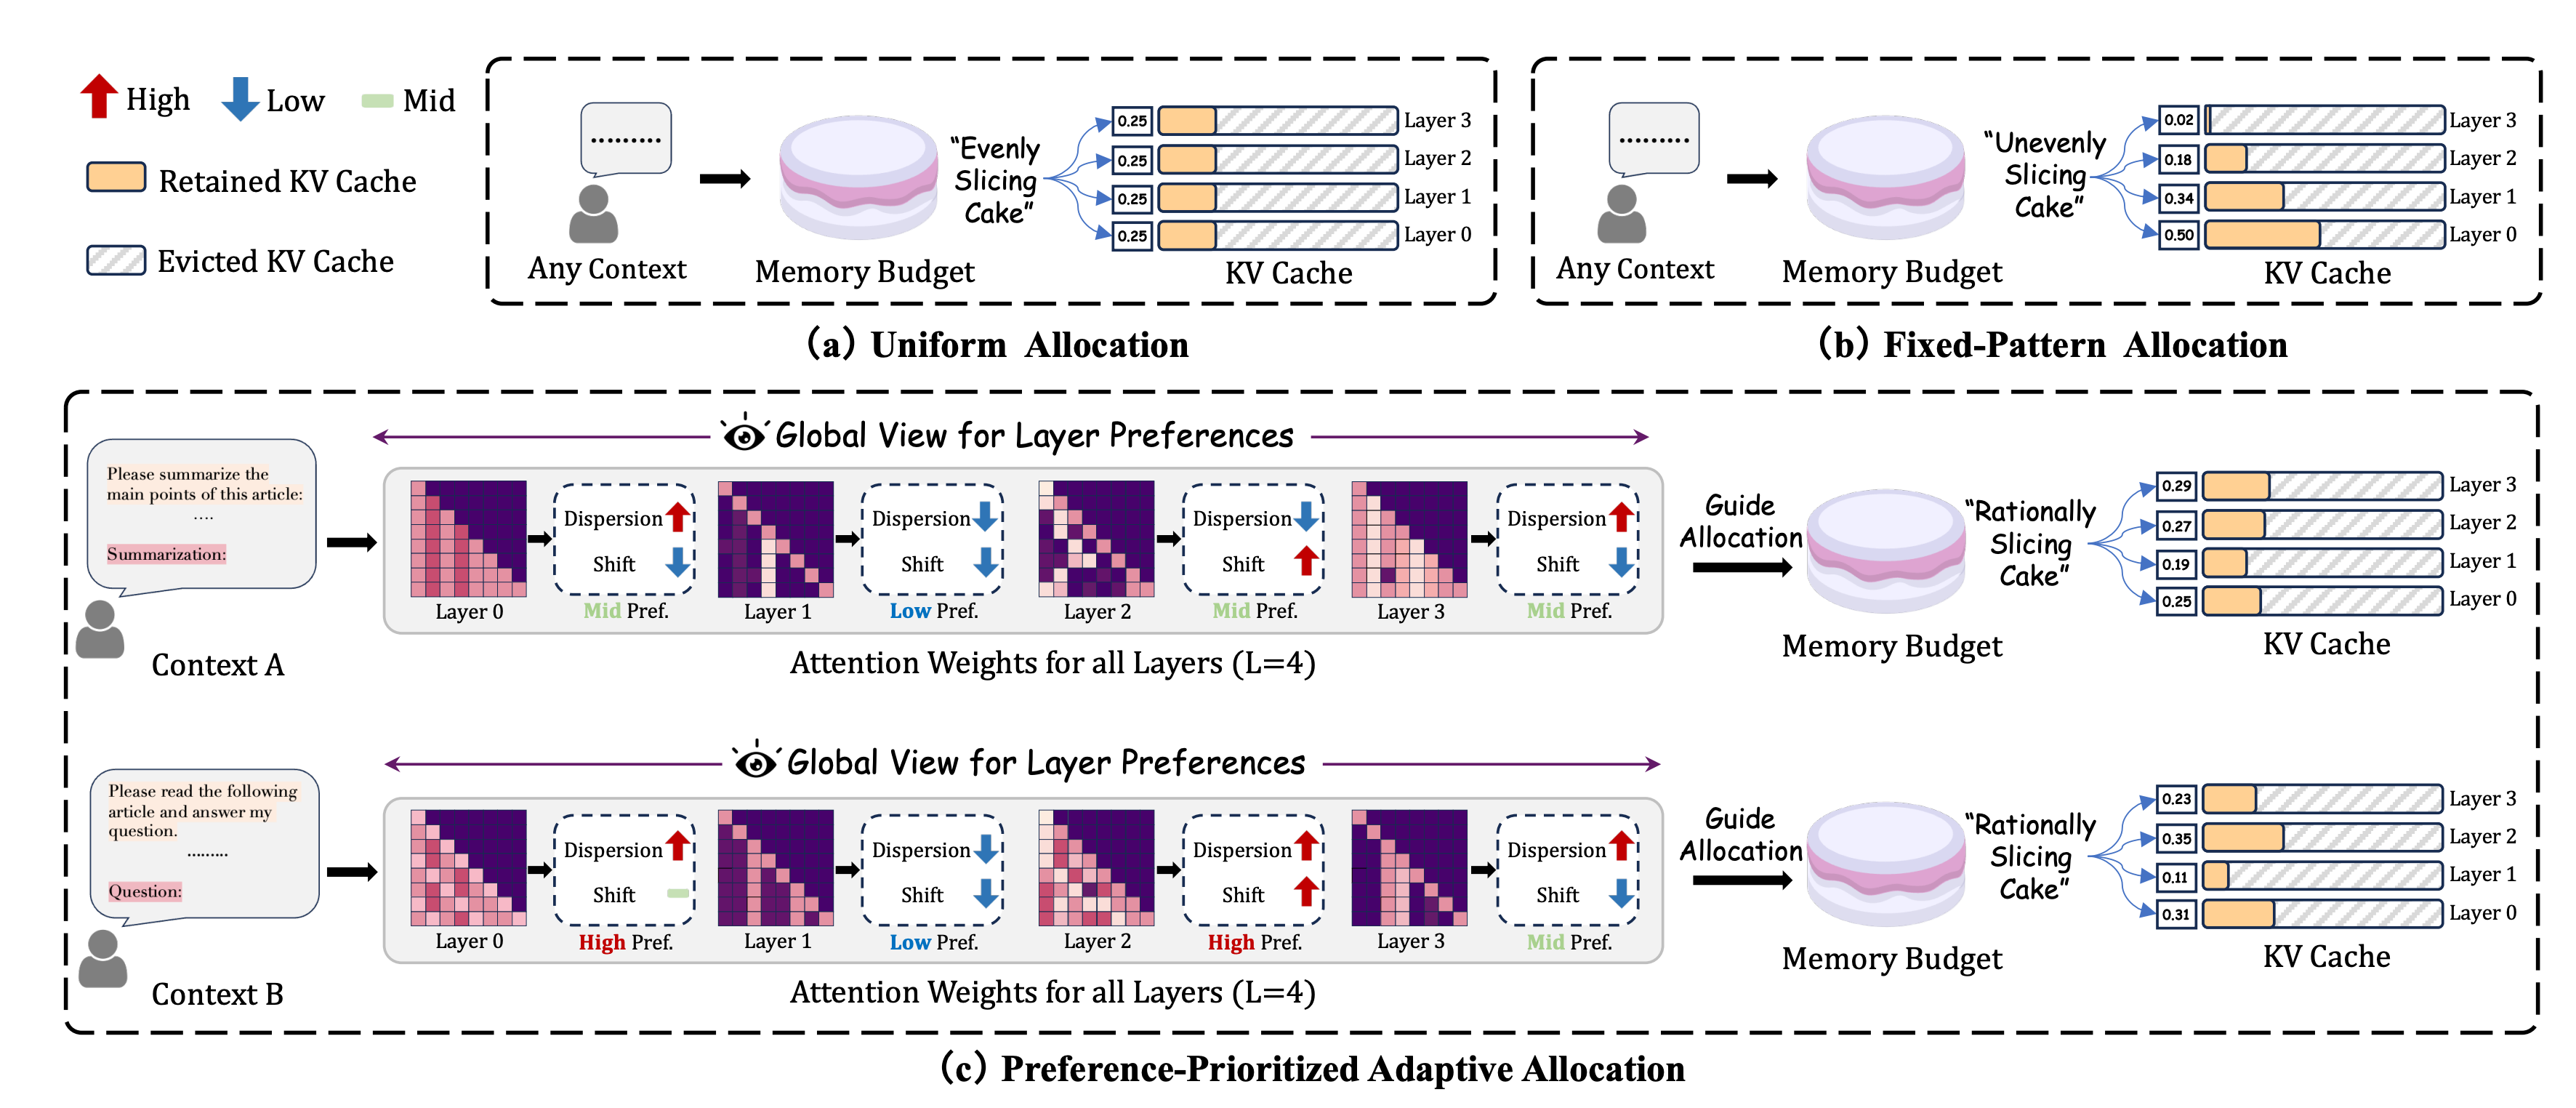 High
Low
Mid
Retained KV Cache
Evicted KV Cache
.........
Any Context
Memory Budget
“Evenly
Slicing
Cake”
0.25
Layer 3
0.25
Layer 2
0.25
Layer 1
0.25
Layer 0
KV Cache
(a) Uniform Allocation
.........
Any Context
Memory Budget
“Unevenly
Slicing
Cake”
0.02
Layer 3
0.18
Layer 2
0.34
Layer 1
0.50
Layer 0
KV Cache
(b) Fixed-Pattern Allocation
Global View for Layer Preferences
Please summarize the
main points of this article:
....
Summarization:
Context A
Layer 0
Dispersion
Shift
Mid Pref.
Layer 1
Dispersion
Shift
Low Pref.
Layer 2
Dispersion
Shift
Mid Pref.
Layer 3
Dispersion
Shift
Mid Pref.
Attention Weights for all Layers (L=4)
Guide
Allocation
Memory Budget
“Rationally
Slicing
Cake”
0.29
Layer 3
0.27
Layer 2
0.19
Layer 1
0.25
Layer 0
KV Cache
Global View for Layer Preferences
Please read the following
article and answer my
question.
.........
Question:
Context B
Layer 0
Dispersion
Shift
High Pref.
Layer 1
Dispersion
Shift
Low Pref.
Layer 2
Dispersion
Shift
High Pref.
Layer 3
Dispersion
Shift
Mid Pref.
Attention Weights for all Layers (L=4)
Guide
Allocation
Memory Budget
“Rationally
Slicing
Cake”
0.23
Layer 3
0.35
Layer 2
0.11
Layer 1
0.31
Layer 0
KV Cache
(c) Preference-Prioritized Adaptive Allocation